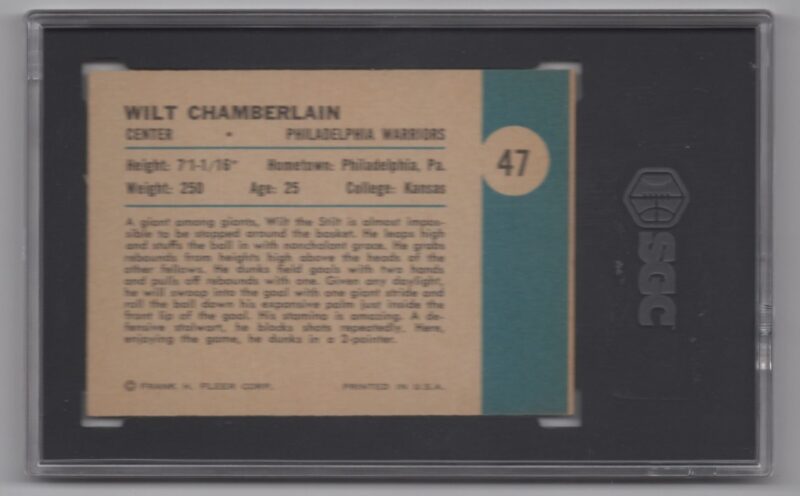 WILT CHAMBERLAIN
CENTER • PHILADELPHIA WARRIORS
Height: 7'1-1/16" Hometown: Philadelphia, Pa.
Weight: 250 Age: 25 College: Kansas
47
A giant among giants, Wilt the Stilt is almost impos-
sible to be stopped around the basket. He leaps high
and stuffs the ball in with nonchalant grace. He grabs
rebounds from heights high above the heads of the
other fellows. He dunks field goals with two hands
and pulls off rebounds with one. Given any daylight,
he will swoop into the goal with one giant stride and
roll the ball down his expansive palm just inside the
front lip of the goal. His stamina is amazing. A de-
fensive stalwart, he blocks shots repeatedly. Here,
enjoying the game, he dunks in a 2-pointer.
© FRANK H. FLEER CORP. PRINTED IN U.S.A.
SGC